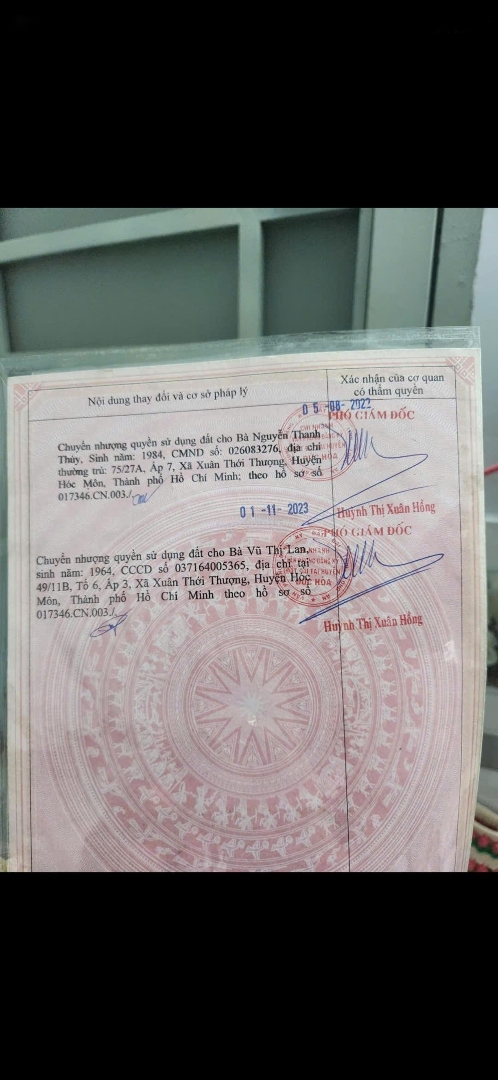 Nội dung thay đổi và cơ sở pháp lý
Xác nhận của cơ quan
có thẩm quyền
05 -08- 2022
PHÓ GIÁM ĐỐC
Chuyển nhượng quyền sử dụng đất cho Bà Nguyễn Thanh
Thủy, Sinh năm: 1984, CMND số: 026083276, địa chỉ
thường trú: 75/27A, Ấp 7, Xã Xuân Thới Thượng, Huyện
Hóc Môn, Thành phố Hồ Chí Minh; theo hồ sơ số
017346.CN.003./.
Huỳnh Thị Xuân Hồng
01 -11- 2023
PHÓ GIÁM ĐỐC
Chuyển nhượng quyền sử dụng đất cho Bà Vũ Thị Lan,
sinh năm: 1964, CCCD số 037164005365, địa chỉ tại
49/11B, Tổ 6, Ấp 3, Xã Xuân Thới Thượng, Huyện Hóc
Môn, Thành phố Hồ Chí Minh theo hồ sơ số
017346.CN.003./.
ĐỨC HÒA
Huỳnh Thị Xuân Hồng